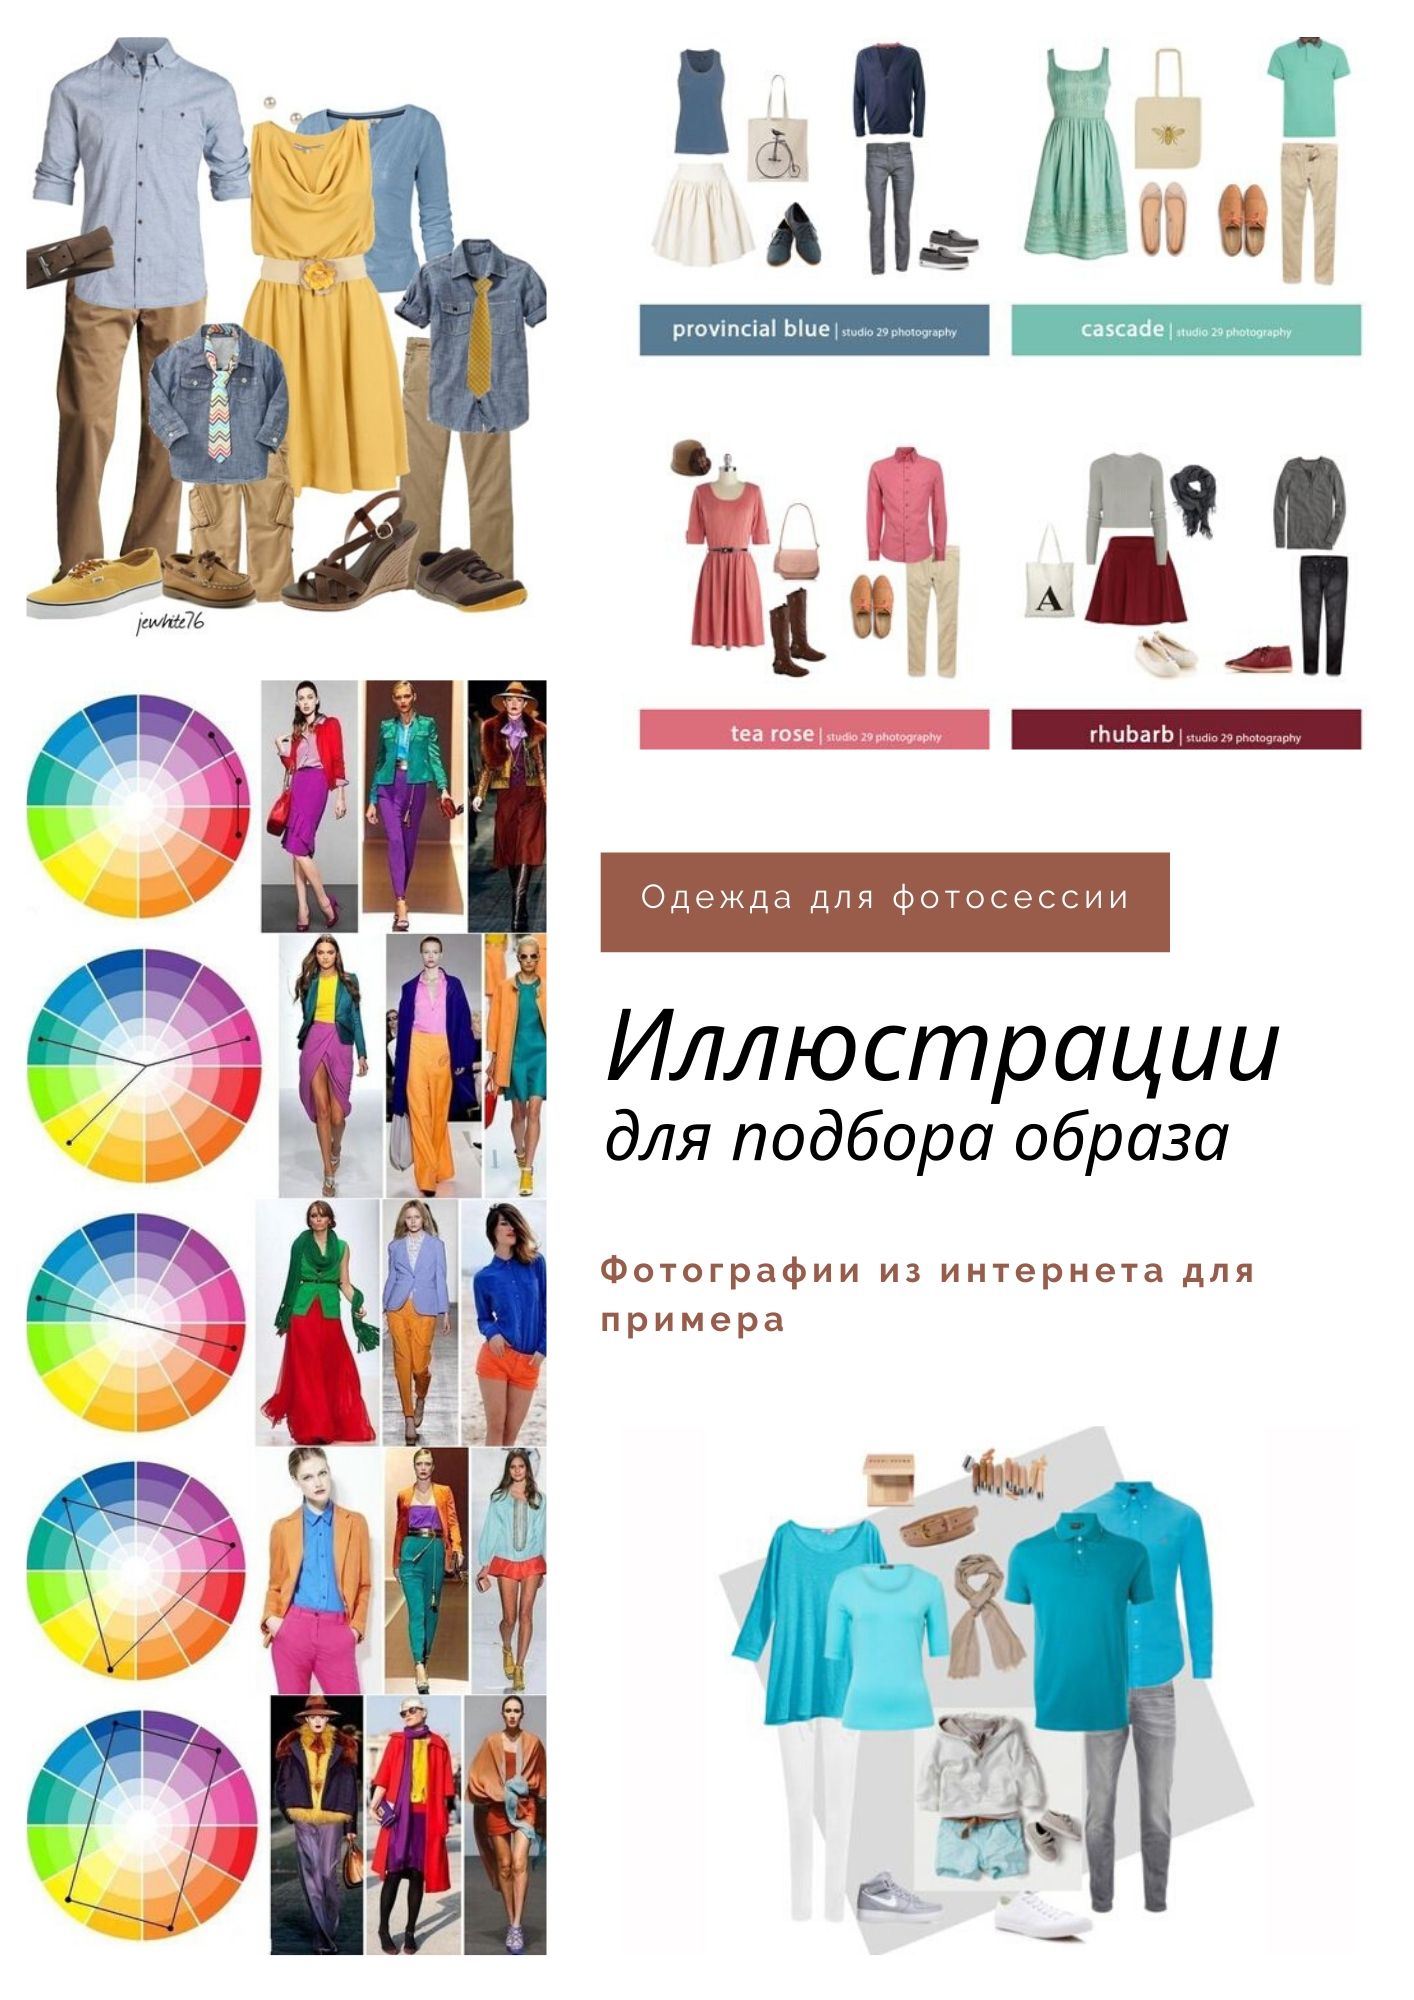 jewhite76
provincial blue | studio 29 photography
cascade | studio 29 photography
A
tea rose | studio 29 photography
rhubarb | studio 29 photography
Одежда для фотосессии
Иллюстрации
для подбора образа
Фотографии из интернета для
примера